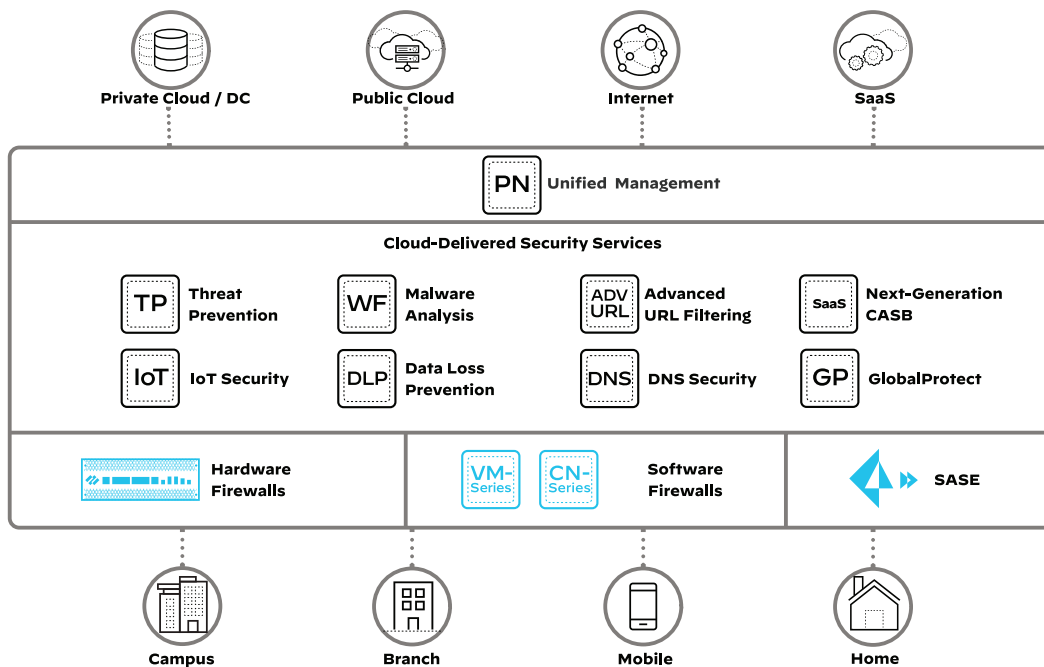 Private Cloud / DC
Public Cloud
Internet
SaaS
PN
Unified Management
Cloud-Delivered Security Services
TP
Threat
Prevention
WF
Malware
Analysis
ADV
URL
Advanced
URL Filtering
SaaS
Next-Generation
CASB
IoT
IoT Security
DLP
Data Loss
Prevention
DNS
DNS Security
GP
GlobalProtect
Hardware
Firewalls
VM-
Series
CN-
Series
Software
Firewalls
SASE
Campus
Branch
Mobile
Home